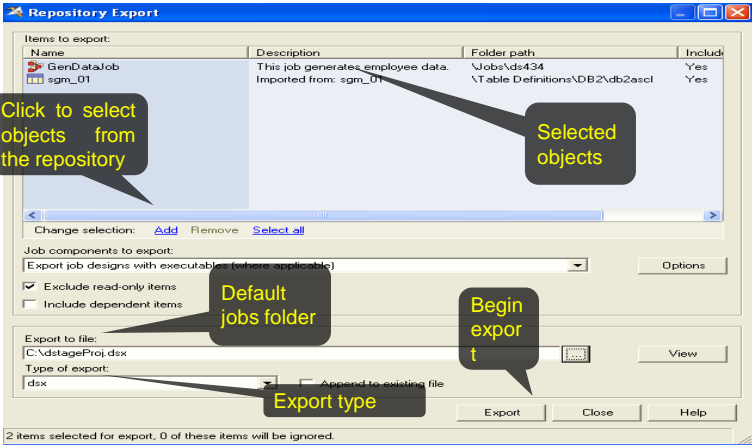 Repository Export
Items to export:
Name Description Folder path Include
GenDataJob This job generates employee data. \Jobs\ds434 Yes
sgm_01 Imported from: sgm_01 \Table Definitions\DB2\db2ascl Yes
Click to select
objects from
the repository
Selected
objects
Change selection: Add Remove Select all
Job components to export:
Export job designs with executables (where applicable) Options
Exclude read-only items
Include dependent items
Default
jobs folder
Begin
expor
t
Export to file:
C:\dstageProj.dsx ... View
Type of export:
dsx Append to existing file
Export type
Export Close Help
2 items selected for export, 0 of these items will be ignored.